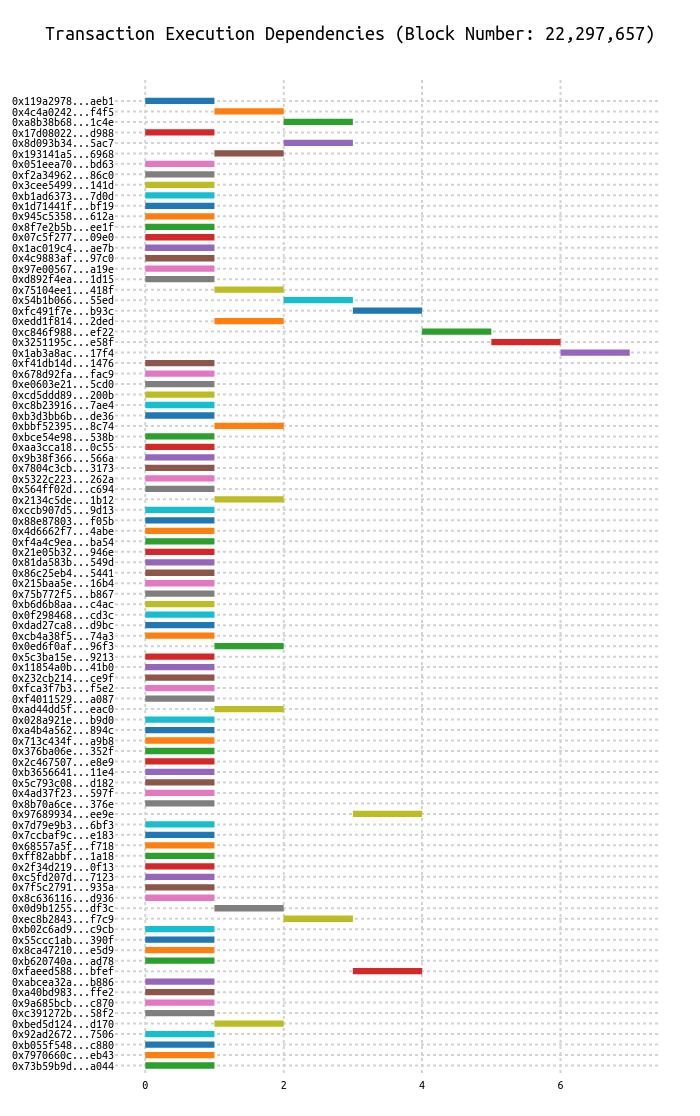 Transaction Execution Dependencies (Block Number: 22,297,657)
0x119a2978...aeb1
0x4c4a0242...f4f5
0xa8b38b68...1c4e
0x17d08022...d988
0x8d093b34...5ac7
0x193141a5...6968
0x051eea70...bd63
0xf2a34962...86c0
0x3cee5499...141d
0xb1ad6373...7d0d
0x1d71441f...bf19
0x945c5358...612a
0x8f7e2b5b...ee1f
0x07c5f277...09e0
0x1ac019c4...ae7b
0x4c9883af...97c0
0x97e00567...a19e
0xd892f4ea...1d15
0x75104ee1...418f
0x54b1b066...55ed
0xfc491f7e...b93c
0xedd1f814...2ded
0xc846f988...ef22
0x3251195c...e58f
0x1ab3a8ac...17f4
0xf41db14d...1476
0x678d92fa...fac9
0xe0603e21...5cd0
0xcd5ddd89...200b
0xc8b23916...7ae4
0xb3d3bb6b...de36
0xbbf52395...8c74
0xbce54e98...538b
0xaa3cca18...0c55
0x9b38f366...566a
0x7804c3cb...3173
0x5322c223...262a
0x564ff02d...c694
0x2134c5de...1b12
0xccb907d5...9d13
0x88e87803...f05b
0x4d6662f7...4abe
0xf4a4c9ea...ba54
0x21e05b32...946e
0x81da583b...549d
0x86c25eb4...5441
0x215baa5e...16b4
0x75b772f5...b867
0xb6d6b8aa...c4ac
0x0f298468...cd3c
0xdad27ca8...d9bc
0xcb4a38f5...74a3
0x0ed6f0af...96f3
0x5c3ba15e...9213
0x11854a0b...41b0
0x232cb214...ce9f
0xfca3f7b3...f5e2
0xf4011529...a087
0xad44dd5f...eac0
0x028a921e...b9d0
0xa4b4a562...894c
0x713c434f...a9b8
0x376ba06e...352f
0x2c467507...e8e9
0xb3656641...11e4
0x5c793c08...d182
0x4ad37f23...597f
0x8b70a6ce...376e
0x97689934...ee9e
0x7d79e9b3...6bf3
0x7ccbaf9c...e183
0x68557a5f...f718
0xff82abbf...1a18
0x2f34d219...0f13
0xc5fd207d...7123
0x7f5c2791...935a
0x8c636116...d936
0x0d9b1255...df3c
0xec8b2843...f7c9
0xb02c6ad9...c9cb
0x55ccc1ab...390f
0x8ca47210...e5d9
0xb620740a...ad78
0xfaeed588...bfef
0xabcea32a...b886
0xa40bd983...ffe2
0x9a685bcb...c870
0xc391272b...58f2
0xbed5d124...d170
0x92ad2672...7506
0xb055f548...c880
0x7970660c...eb43
0x73b59b9d...a044
0 2 4 6